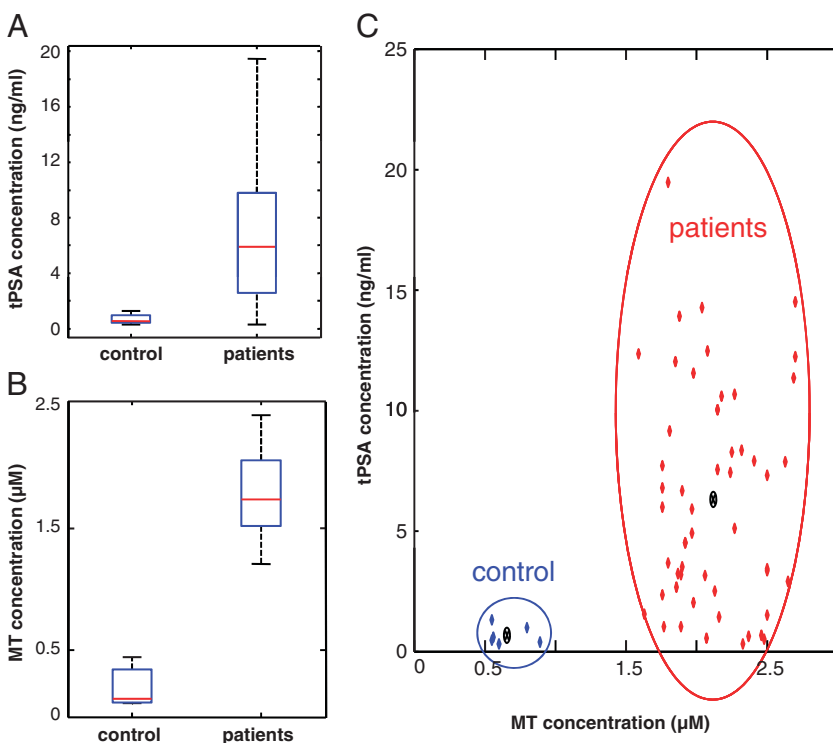 A
tPSA concentration (ng/ml)
20
16
12
8
4
0
control patients
B
MT concentration (µM)
2.5
1.5
0.5
0
control patients
C
tPSA concentration (ng/ml)
25
20
15
10
5
0
patients
control
0 0.5 1.5 2.5
MT concentration (µM)